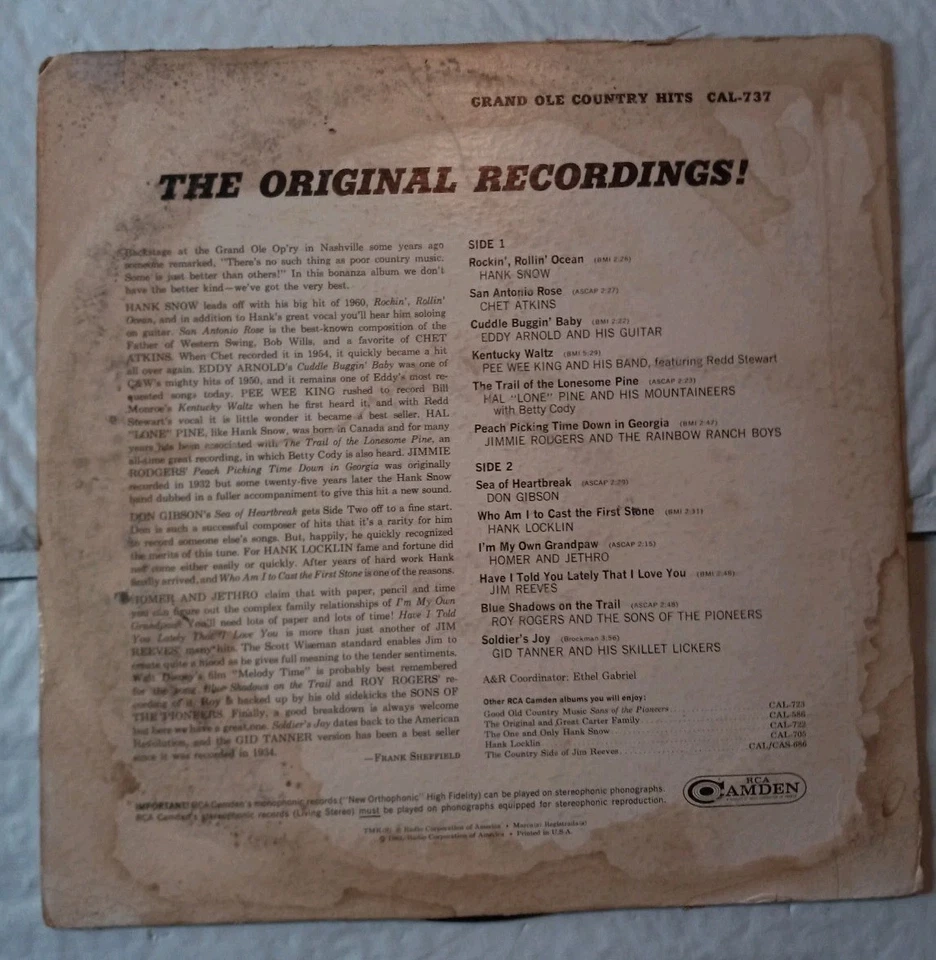 GRAND OLE COUNTRY HITS CAL-737
THE ORIGINAL RECORDINGS!
Backstage at the Grand Ole Op'ry in Nashville some years ago
someone remarked, "There's no such thing as poor country music.
Some is just better than others!" In this bonanza album we don't
have the better kind—we've got the very best.
HANK SNOW leads off with his big hit of 1960, Rockin', Rollin'
Ocean, and in addition to Hank's great vocal you'll hear him soloing
on guitar. San Antonio Rose is the best-known composition of the
Father of Western Swing, Bob Wills, and a favorite of CHET
ATKINS. When Chet recorded it in 1954, it quickly became a hit
all over again. EDDY ARNOLD's Cuddle Buggin' Baby was one of
C&W's mighty hits of 1950, and it remains one of Eddy's most re-
quested songs today. PEE WEE KING rushed to record Bill
Monroe's Kentucky Waltz when he first heard it, and with Redd
Stewart's vocal it is little wonder it became a best seller. HAL
"LONE" PINE, like Hank Snow, was born in Canada and for many
years has been associated with The Trail of the Lonesome Pine, an
all-time great recording, in which Betty Cody is also heard. JIMMIE
RODGERS' Peach Picking Time Down in Georgia was originally
recorded in 1932 but some twenty-five years later the Hank Snow
band dubbed in a fuller accompaniment to give this hit a new sound.
DON GIBSON's Sea of Heartbreak gets Side Two off to a fine start.
Don is such a successful composer of hits that it's a rarity for him
to record someone else's songs. But, happily, he quickly recognized
the merits of this tune. For HANK LOCKLIN fame and fortune did
not come either easily or quickly. After years of hard work Hank
finally arrived, and Who Am I to Cast the First Stone is one of the reasons.
HOMER AND JETHRO claim that with paper, pencil and time
you can figure out the complex family relationships of I'm My Own
Grandpaw. You'll need lots of paper and lots of time! Have I Told
You Lately That I Love You is more than just another of JIM
REEVES' many hits. The Scott Wiseman standard enables Jim to
create quite a mood as he gives full meaning to the tender sentiments.
Walt Disney's film "Melody Time" is probably best remembered
for the song Blue Shadows on the Trail and ROY ROGERS' re-
cording of it. Roy is backed up by his old sidekicks the SONS OF
THE PIONEERS. Finally, a good breakdown is always welcome
but here we have a great one. Soldier's Joy dates back to the American
Revolution, and the GID TANNER version has been a best seller
since it was recorded in 1934.
—FRANK SHEFFIELD
SIDE 1
Rockin', Rollin' Ocean (BMI 2:28)
HANK SNOW
San Antonio Rose (ASCAP 2:27)
CHET ATKINS
Cuddle Buggin' Baby (BMI 2:22)
EDDY ARNOLD AND HIS GUITAR
Kentucky Waltz (BMI 5:29)
PEE WEE KING AND HIS BAND, featuring Redd Stewart
The Trail of the Lonesome Pine (ASCAP 2:23)
HAL "LONE" PINE AND HIS MOUNTAINEERS
with Betty Cody
Peach Picking Time Down in Georgia (BMI 2:47)
JIMMIE RODGERS AND THE RAINBOW RANCH BOYS
SIDE 2
Sea of Heartbreak (ASCAP 2:29)
DON GIBSON
Who Am I to Cast the First Stone (BMI 2:31)
HANK LOCKLIN
I'm My Own Grandpaw (ASCAP 2:15)
HOMER AND JETHRO
Have I Told You Lately That I Love You (BMI 2:48)
JIM REEVES
Blue Shadows on the Trail (ASCAP 2:48)
ROY ROGERS AND THE SONS OF THE PIONEERS
Soldier's Joy (Brockman 3:56)
GID TANNER AND HIS SKILLET LICKERS
A&R Coordinator: Ethel Gabriel
Other RCA Camden albums you will enjoy:
Good Old Country Music Sons of the Pioneers CAL-723
The Original and Great Carter Family CAL-586
The One and Only Hank Snow CAL-722
Hank Locklin CAL-705
The Country Side of Jim Reeves CAL/CAS-686
RCA
CAMDEN
IMPORTANT! RCA Camden's monophonic records ("New Orthophonic" High Fidelity) can be played on stereophonic phonographs.
RCA Camden's stereophonic records (Living Stereo) must be played on phonographs equipped for stereophonic reproduction.
TMK(s) ® Radio Corporation of America • Marca(s) Registrada(s)
Radio Corporation of America • Printed in U.S.A.